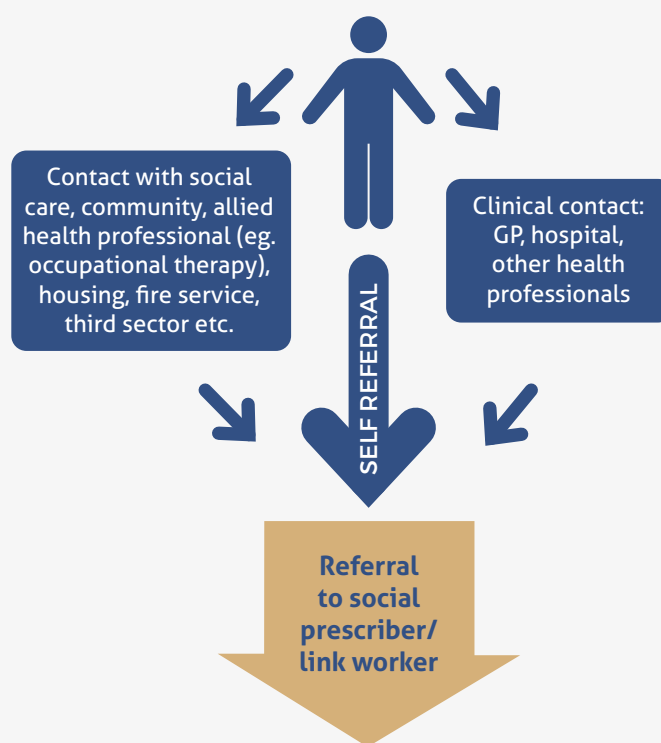 Contact with social
care, community, allied
health professional (eg.
occupational therapy),
housing, fire service,
third sector etc.
Clinical contact:
GP, hospital,
other health
professionals
SELF REFERRAL
Referral
to social
prescriber/
link worker